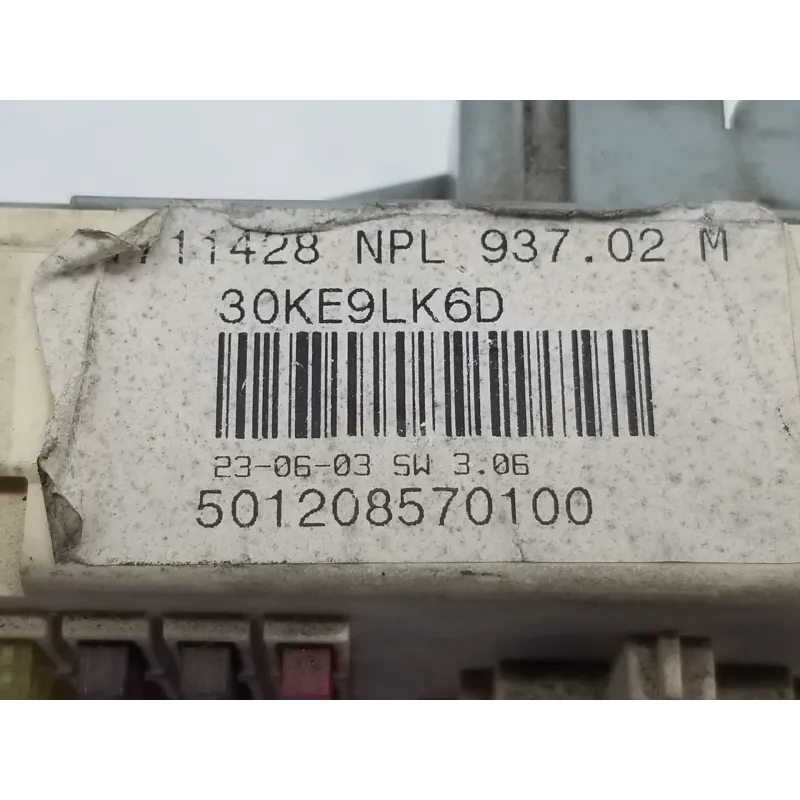 11428 NPL 937.02 M
30KE9LK6D
23-06-03 SW 3.06
501208570100